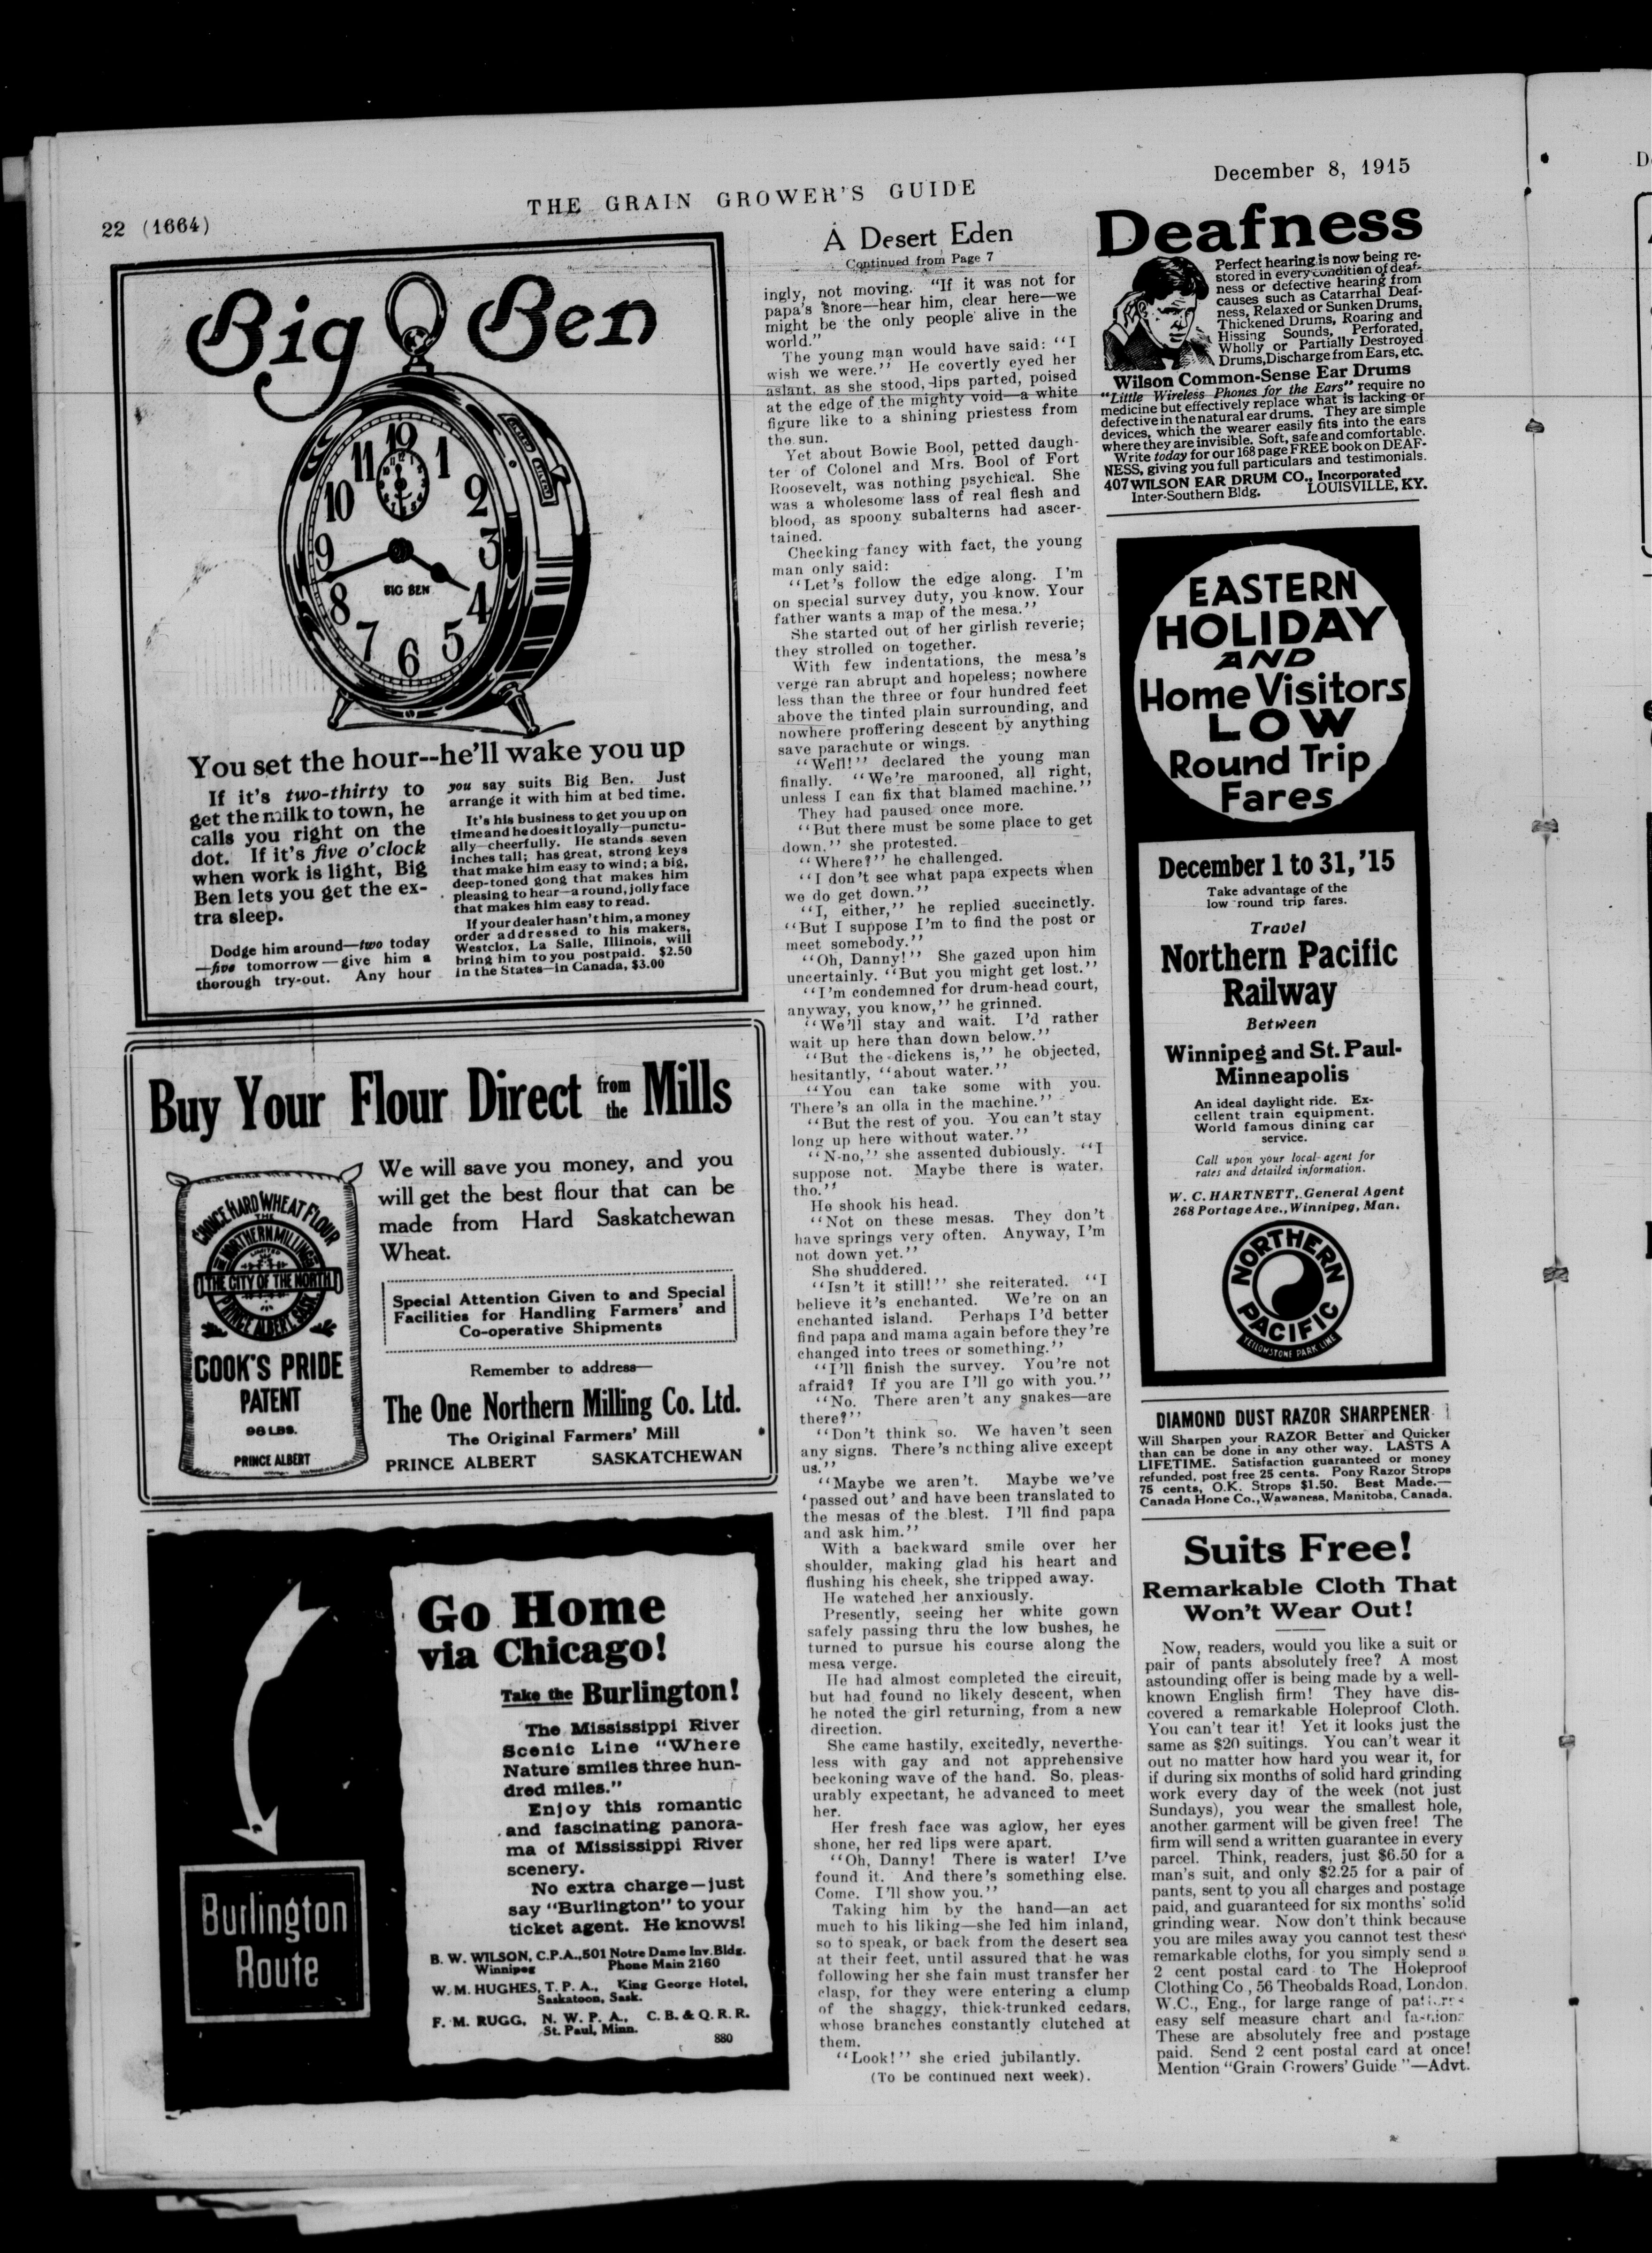 22 (1664)
THE GRAIN GROWER'S GUIDE
December 8, 1915
Big Ben
12
1
2
3
4
5
6
7
8
9
10
11
BIG BEN
You set the hour--he'll wake you up
If it's two-thirty to
get the milk to town, he
calls you right on the
dot. If it's five o'clock
when work is light, Big
Ben lets you get the ex-
tra sleep.
Dodge him around—two today
—five tomorrow—give him a
thorough try-out. Any hour
you say suits Big Ben. Just
arrange it with him at bed time.
It's his business to get you up on
time and he does it loyally—punctu-
ally—cheerfully. He stands seven
inches tall; has great, strong keys
that make him easy to wind; a big,
deep-toned gong that makes him
pleasing to hear—a round, jolly face
that makes him easy to read.
If your dealer hasn't him, a money
order addressed to his makers,
Westclox, La Salle, Illinois, will
bring him to you postpaid. $2.50
in the States—in Canada, $3.00
Buy Your Flour Direct from the Mills
CHOICE HARD WHEAT FLOUR
THE
NORTHERN MILLING
LIMITED
THE CITY OF THE NORTH
PRINCE ALBERT SASK.
COOK'S PRIDE
PATENT
98 LBS.
PRINCE ALBERT
We will save you money, and you
will get the best flour that can be
made from Hard Saskatchewan
Wheat.
Special Attention Given to and Special
Facilities for Handling Farmers' and
Co-operative Shipments
Remember to address—
The One Northern Milling Co. Ltd.
The Original Farmers' Mill
PRINCE ALBERT SASKATCHEWAN
Burlington
Route
Go Home
via Chicago!
Take the Burlington!
The Mississippi River
Scenic Line "Where
Nature smiles three hun-
dred miles."
Enjoy this romantic
and fascinating panora-
ma of Mississippi River
scenery.
No extra charge—just
say "Burlington" to your
ticket agent. He knows!
B. W. WILSON, C.P.A., 501 Notre Dame Inv. Bldg.
Winnipeg Phone Main 2160
W. M. HUGHES, T. P. A., King George Hotel,
Saskatoon, Sask.
F. M. RUGG, N. W. P. A., C. B. & Q. R. R.
St. Paul, Minn.
880
A Desert Eden
Continued from Page 7
ingly, not moving. "If it was not for
papa's snore—hear him, clear here—we
might be the only people alive in the
world."
The young man would have said: "I
wish we were." He covertly eyed her
aslant, as she stood, lips parted, poised
at the edge of the mighty void—a white
figure like to a shining priestess from
the sun.
Yet about Bowie Bool, petted daugh-
ter of Colonel and Mrs. Bool of Fort
Roosevelt, was nothing psychical. She
was a wholesome lass of real flesh and
blood, as spoony subalterns had ascer-
tained.
Checking fancy with fact, the young
man only said:
"Let's follow the edge along. I'm
on special survey duty, you know. Your
father wants a map of the mesa."
She started out of her girlish reverie;
they strolled on together.
With few indentations, the mesa's
verge ran abrupt and hopeless; nowhere
less than the three or four hundred feet
above the tinted plain surrounding, and
nowhere proffering descent by anything
save parachute or wings.
"Well!" declared the young man
finally. "We're marooned, all right,
unless I can fix that blamed machine."
They had paused once more.
"But there must be some place to get
down." she protested.
"Where?" he challenged.
"I don't see what papa expects when
we do get down."
"I, either," he replied succinctly.
"But I suppose I'm to find the post or
meet somebody."
"Oh, Danny!" She gazed upon him
uncertainly. "But you might get lost."
"I'm condemned for drum-head court,
anyway, you know," he grinned.
"We'll stay and wait. I'd rather
wait up here than down below."
"But the dickens is," he objected,
hesitantly, "about water."
"You can take some with you.
There's an olla in the machine."
"But the rest of you. You can't stay
long up here without water."
"N-no," she assented dubiously. "I
suppose not. Maybe there is water,
tho."
He shook his head.
"Not on these mesas. They don't
have springs very often. Anyway, I'm
not down yet."
She shuddered.
"Isn't it still!" she reiterated. "I
believe it's enchanted. We're on an
enchanted island. Perhaps I'd better
find papa and mama again before they're
changed into trees or something."
"I'll finish the survey. You're not
afraid? If you are I'll go with you."
"No. There aren't any snakes—are
there?"
"Don't think so. We haven't seen
any signs. There's nothing alive except
us."
"Maybe we aren't. Maybe we've
'passed out' and have been translated to
the mesas of the blest. I'll find papa
and ask him."
With a backward smile over her
shoulder, making glad his heart and
flushing his cheek, she tripped away.
He watched her anxiously.
Presently, seeing her white gown
safely passing thru the low bushes, he
turned to pursue his course along the
mesa verge.
He had almost completed the circuit,
but had found no likely descent, when
he noted the girl returning, from a new
direction.
She came hastily, excitedly, neverthe-
less with gay and not apprehensive
beckoning wave of the hand. So, pleas-
urably expectant, he advanced to meet
her.
Her fresh face was aglow, her eyes
shone, her red lips were apart.
"Oh, Danny! There is water! I've
found it. And there's something else.
Come. I'll show you."
Taking him by the hand—an act
much to his liking—she led him inland,
so to speak, or back from the desert sea
at their feet, until assured that he was
following her she fain must transfer her
clasp, for they were entering a clump
of the shaggy, thick-trunked cedars,
whose branches constantly clutched at
them.
"Look!" she cried jubilantly.
(To be continued next week).
Deafness
Perfect hearing is now being re-
stored in every condition of deaf-
ness or defective hearing from
causes such as Catarrhal Deaf-
ness, Relaxed or Sunken Drums,
Thickened Drums, Roaring and
Hissing Sounds, Perforated,
Wholly or Partially Destroyed
Drums, Discharge from Ears, etc.
Wilson Common-Sense Ear Drums
"Little Wireless Phones for the Ears" require no
medicine but effectively replace what is lacking or
defective in the natural ear drums. They are simple
devices, which the wearer easily fits into the ears
where they are invisible. Soft, safe and comfortable.
Write today for our 168 page FREE book on DEAF-
NESS, giving you full particulars and testimonials.
407 WILSON EAR DRUM CO., Incorporated
Inter-Southern Bldg. LOUISVILLE, KY.
EASTERN
HOLIDAY
AND
Home Visitors
LOW
Round Trip
Fares
December 1 to 31, '15
Take advantage of the
low round trip fares.
Travel
Northern Pacific
Railway
Between
Winnipeg and St. Paul-
Minneapolis
An ideal daylight ride. Ex-
cellent train equipment.
World famous dining car
service.
Call upon your local agent for
rates and detailed information.
W. C. HARTNETT, General Agent
268 Portage Ave., Winnipeg, Man.
NORTHERN
PACIFIC
YELLOWSTONE PARK LINE
DIAMOND DUST RAZOR SHARPENER
Will Sharpen your RAZOR Better and Quicker
than can be done in any other way. LASTS A
LIFETIME. Satisfaction guaranteed or money
refunded, post free 25 cents. Pony Razor Strops
75 cents, O.K. Strops $1.50. Best Made.—
Canada Hone Co., Wawanesa, Manitoba, Canada.
Suits Free!
Remarkable Cloth That
Won't Wear Out!
Now, readers, would you like a suit or
pair of pants absolutely free? A most
astounding offer is being made by a well-
known English firm! They have dis-
covered a remarkable Holeproof Cloth.
You can't tear it! Yet it looks just the
same as $20 suitings. You can't wear it
out no matter how hard you wear it, for
if during six months of solid hard grinding
work every day of the week (not just
Sundays), you wear the smallest hole,
another garment will be given free! The
firm will send a written guarantee in every
parcel. Think, readers, just $6.50 for a
man's suit, and only $2.25 for a pair of
pants, sent to you all charges and postage
paid, and guaranteed for six months' solid
grinding wear. Now don't think because
you are miles away you cannot test these
remarkable cloths, for you simply send a
2 cent postal card to The Holeproof
Clothing Co., 56 Theobalds Road, London,
W.C., Eng., for large range of patterns
easy self measure chart and fashions
These are absolutely free and postage
paid. Send 2 cent postal card at once!
Mention "Grain Growers' Guide"—Advt.